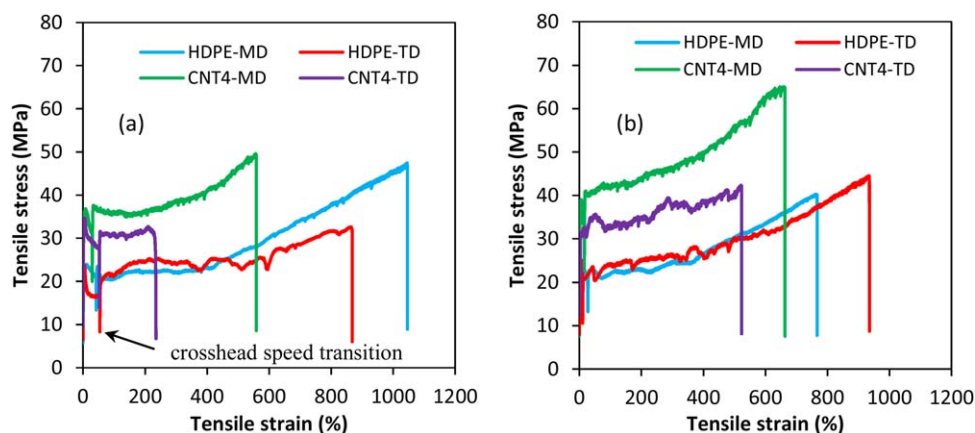 80
70
60
50
40
30
20
10
0
Tensile stress (MPa)
HDPE-MD
HDPE-TD
CNT4-MD
CNT4-TD
(a)
crosshead speed transition
0 200 400 600 800 1000 1200
Tensile strain (%)
80
70
60
50
40
30
20
10
0
Tensile stress (MPa)
HDPE-MD
HDPE-TD
CNT4-MD
CNT4-TD
(b)
0 200 400 600 800 1000 1200
Tensile strain (%)